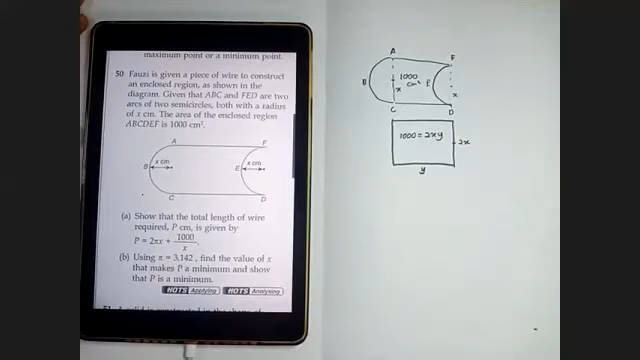 maximum point or a minimum point.
50 Fauzi is given a piece of wire to construct
an enclosed region, as shown in the
diagram. Given that ABC and FED are two
arcs of two semicircles, both with a radius
of x cm. The area of the enclosed region
ABCDEF is 1000 cm².
A F
x cm x cm
B E
C D
(a) Show that the total length of wire
required, P cm, is given by
P = 2πx + 1000/x.
(b) Using π = 3.142, find the value of x
that makes P a minimum and show
that P is a minimum.
HOTS Applying HOTS Analysing
A F
B 1000 cm² E
x x
C D
1000 = 2xy
2x
y